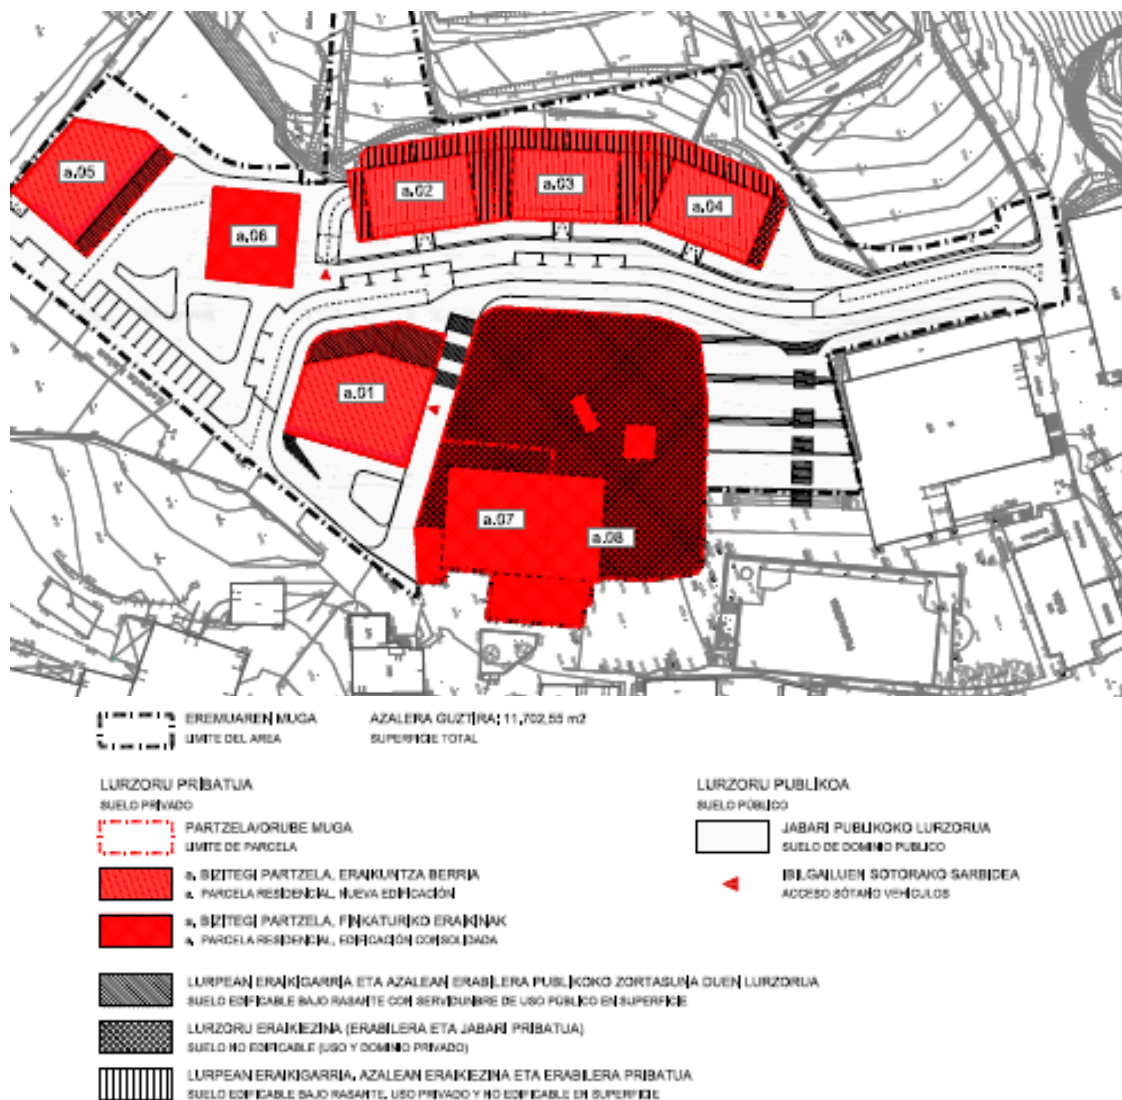 a.05
a.06
a.02
a.03
a.04
a.01
a.07
a.08
EREMUAREN MUGA
LIMITE DEL AREA
AZALERA GUZTIRA: 11,702,55 m2
SUPERFICIE TOTAL
LURZORU PRIBATUA
SUELO PRIVADO
LURZORU PUBLIKOA
SUELO PÚBLICO
PARTZELA/ORUBE MUGA
LIMITE DE PARCELA
JABARI PUBLIKOKO LURZORUA
SUELO DE DOMINIO PUBLICO
a. BIZITEGI PARTZELA. ERAIKUNTZA BERRIA
a. PARCELA RESIDENCIAL. NUEVA EDIFICACIÓN
IBILGAILUEN SOTORAKO SARBIDEA
ACCESO SÓTANO VEHÍCULOS
a. BIZITEGI PARTZELA. FINKATURIKO ERAIKINAK
a. PARCELA RESIDENCIAL. EDIFICACIÓN CONSOLIDADA
LURPEAN ERAIKIGARRIA ETA AZALEAN ERABILERA PUBLIKOKO ZORTASUNA DUEN LURZORUA
SUELO EDIFICABLE BAJO RASANTE CON SERVIDUNBRE DE USO PÚBLICO EN SUPERFICIE
LURZORU ERAIKIEZINA (ERABILERA ETA JABARI PRIBATUA)
SUELO NO EDIFICABLE (USO Y DOMINIO PRIVADO)
LURPEAN ERAIKIGARRIA. AZALEAN ERAIKIEZINA ETA ERABILERA PRIBATUA
SUELO EDIFICABLE BAJO RASANTE. USO PRIVADO Y NO EDIFICABLE EN SUPERFICIE